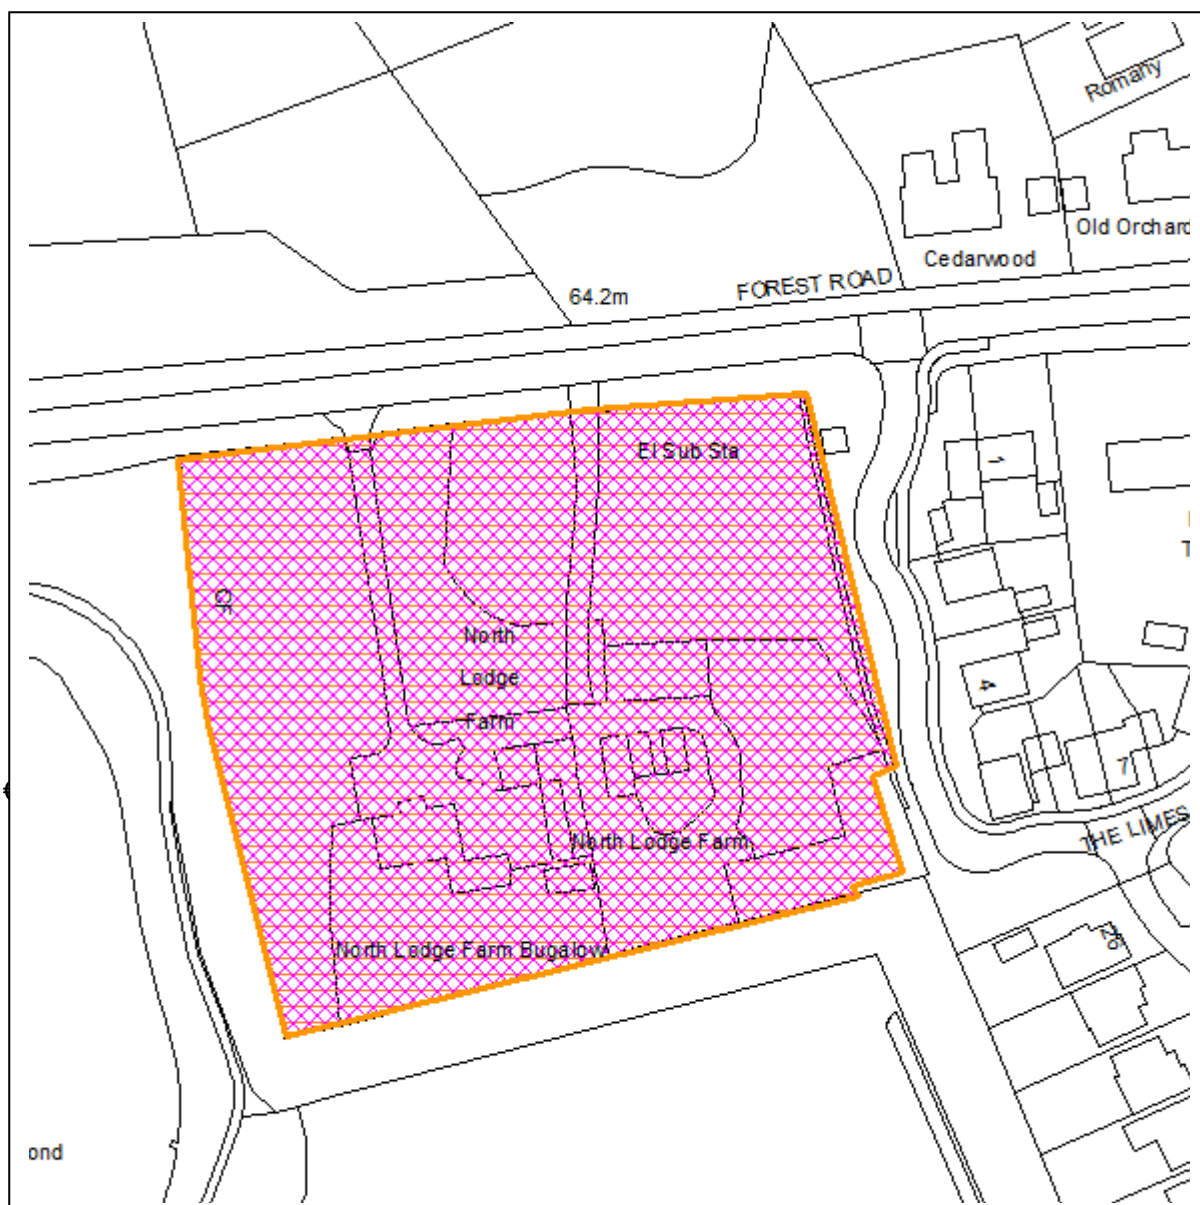 Romany
Old Orchard
Cedarwood
FOREST ROAD
64.2m
El Sub Sta
1
CF
North
Lodge
Farm
4
7
North Lodge Farm
THE LIMES
26
North Lodge Farm Bugalow
ond